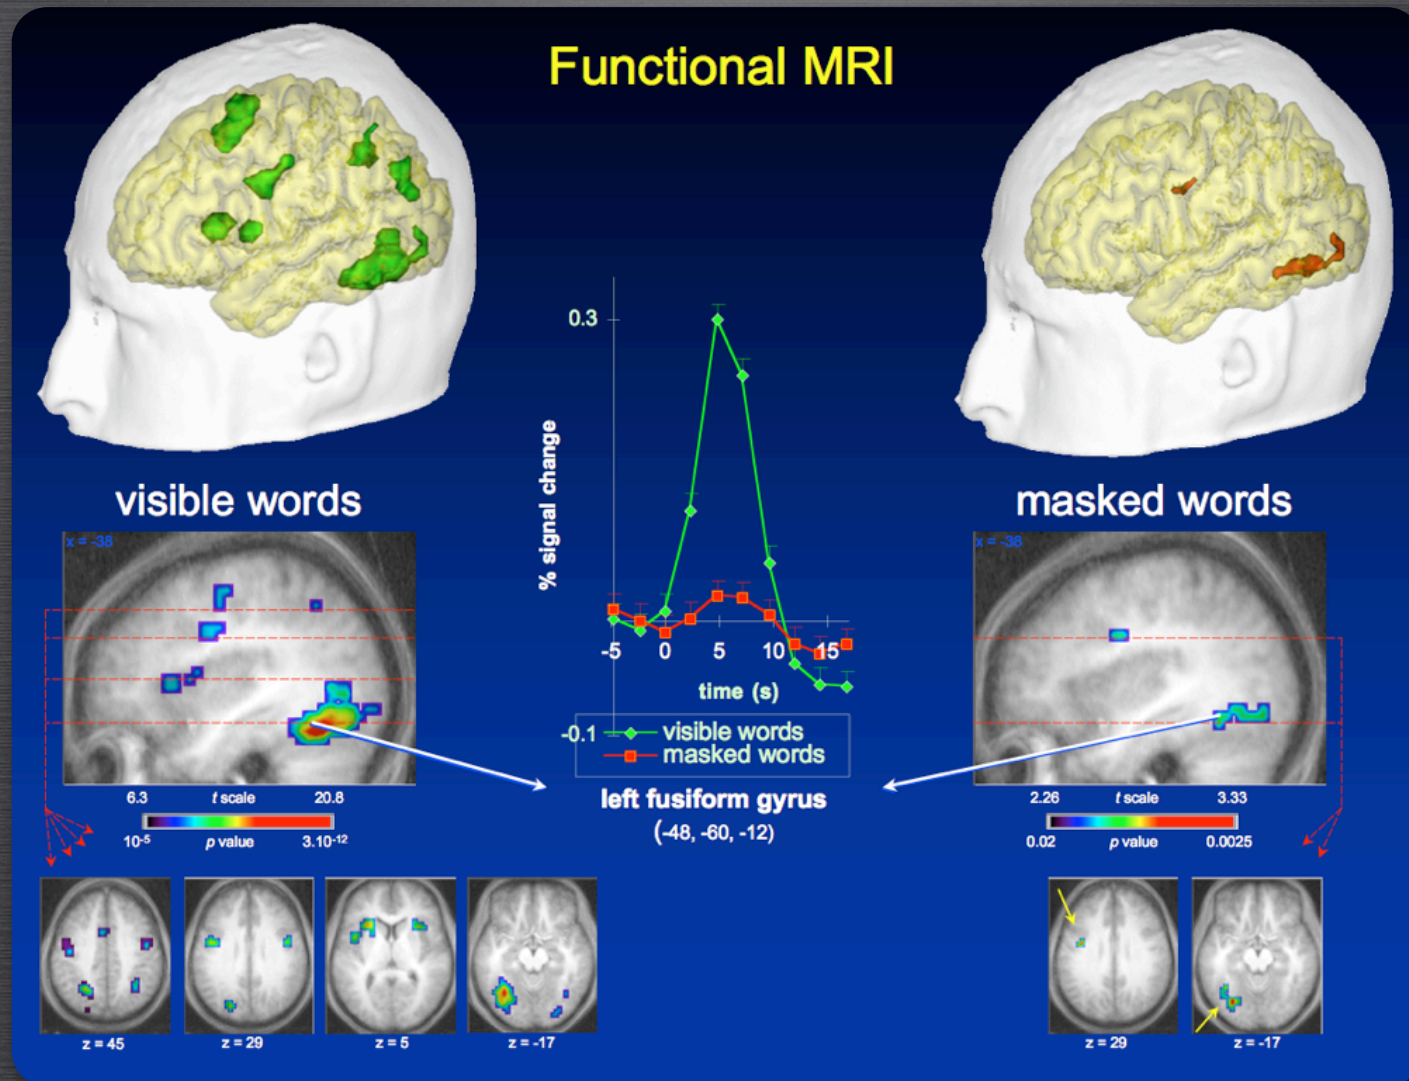 Functional MRI
visible words
x = -38
6.3 t scale 20.8
10-5 p value 3.10-12
z = 45
z = 29
z = 5
z = -17
0.3
% signal change
-5 0 5 10 15
time (s)
-0.1
visible words
masked words
left fusiform gyrus
(-48, -60, -12)
masked words
x = -38
2.26 t scale 3.33
0.02 p value 0.0025
z = 29
z = -17